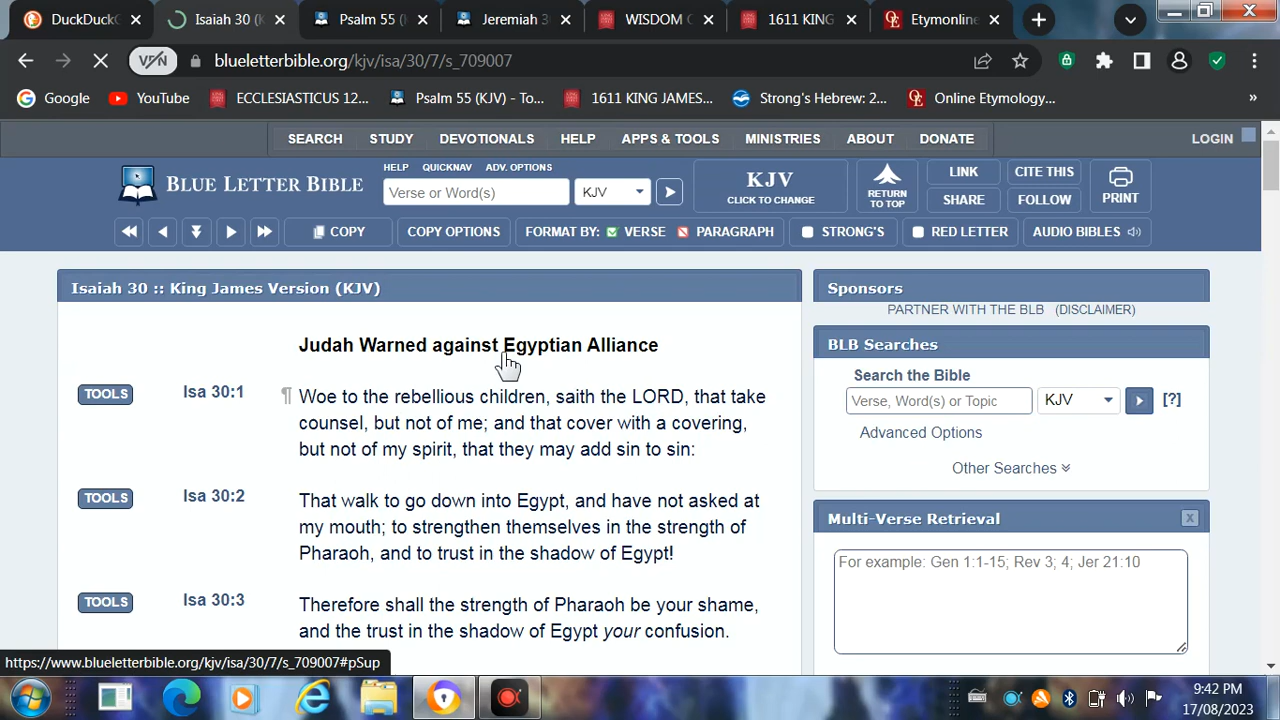 DuckDuckG
Isaiah 30 (K
Psalm 55 (
Jeremiah 3
WISDOM O
1611 KING
Etymonline
VPN
blueletterbible.org/kjv/isa/30/7/s_709007
Google
YouTube
ECCLESIASTICUS 12...
Psalm 55 (KJV) - To...
1611 KING JAMES...
Strong's Hebrew: 2...
Online Etymology...
»
SEARCH STUDY DEVOTIONALS HELP APPS & TOOLS MINISTRIES ABOUT DONATE LOGIN
BLUE LETTER BIBLE
HELP QUICKNAV ADV. OPTIONS
Verse or Word(s) KJV
KJV
CLICK TO CHANGE
RETURN
TO TOP
LINK
SHARE
CITE THIS
FOLLOW
PRINT
COPY COPY OPTIONS FORMAT BY: VERSE PARAGRAPH STRONG'S RED LETTER AUDIO BIBLES
Isaiah 30 :: King James Version (KJV)
Judah Warned against Egyptian Alliance
TOOLS Isa 30:1 ¶ Woe to the rebellious children, saith the LORD, that take
counsel, but not of me; and that cover with a covering,
but not of my spirit, that they may add sin to sin:
TOOLS Isa 30:2 That walk to go down into Egypt, and have not asked at
my mouth; to strengthen themselves in the strength of
Pharaoh, and to trust in the shadow of Egypt!
TOOLS Isa 30:3 Therefore shall the strength of Pharaoh be your shame,
and the trust in the shadow of Egypt your confusion.
Sponsors
PARTNER WITH THE BLB (DISCLAIMER)
BLB Searches
Search the Bible
Verse, Word(s) or Topic KJV [?]
Advanced Options
Other Searches
Multi-Verse Retrieval x
For example: Gen 1:1-15; Rev 3; 4; Jer 21:10
https://www.blueletterbible.org/kjv/isa/30/7/s_709007#pSup
9:42 PM
17/08/2023